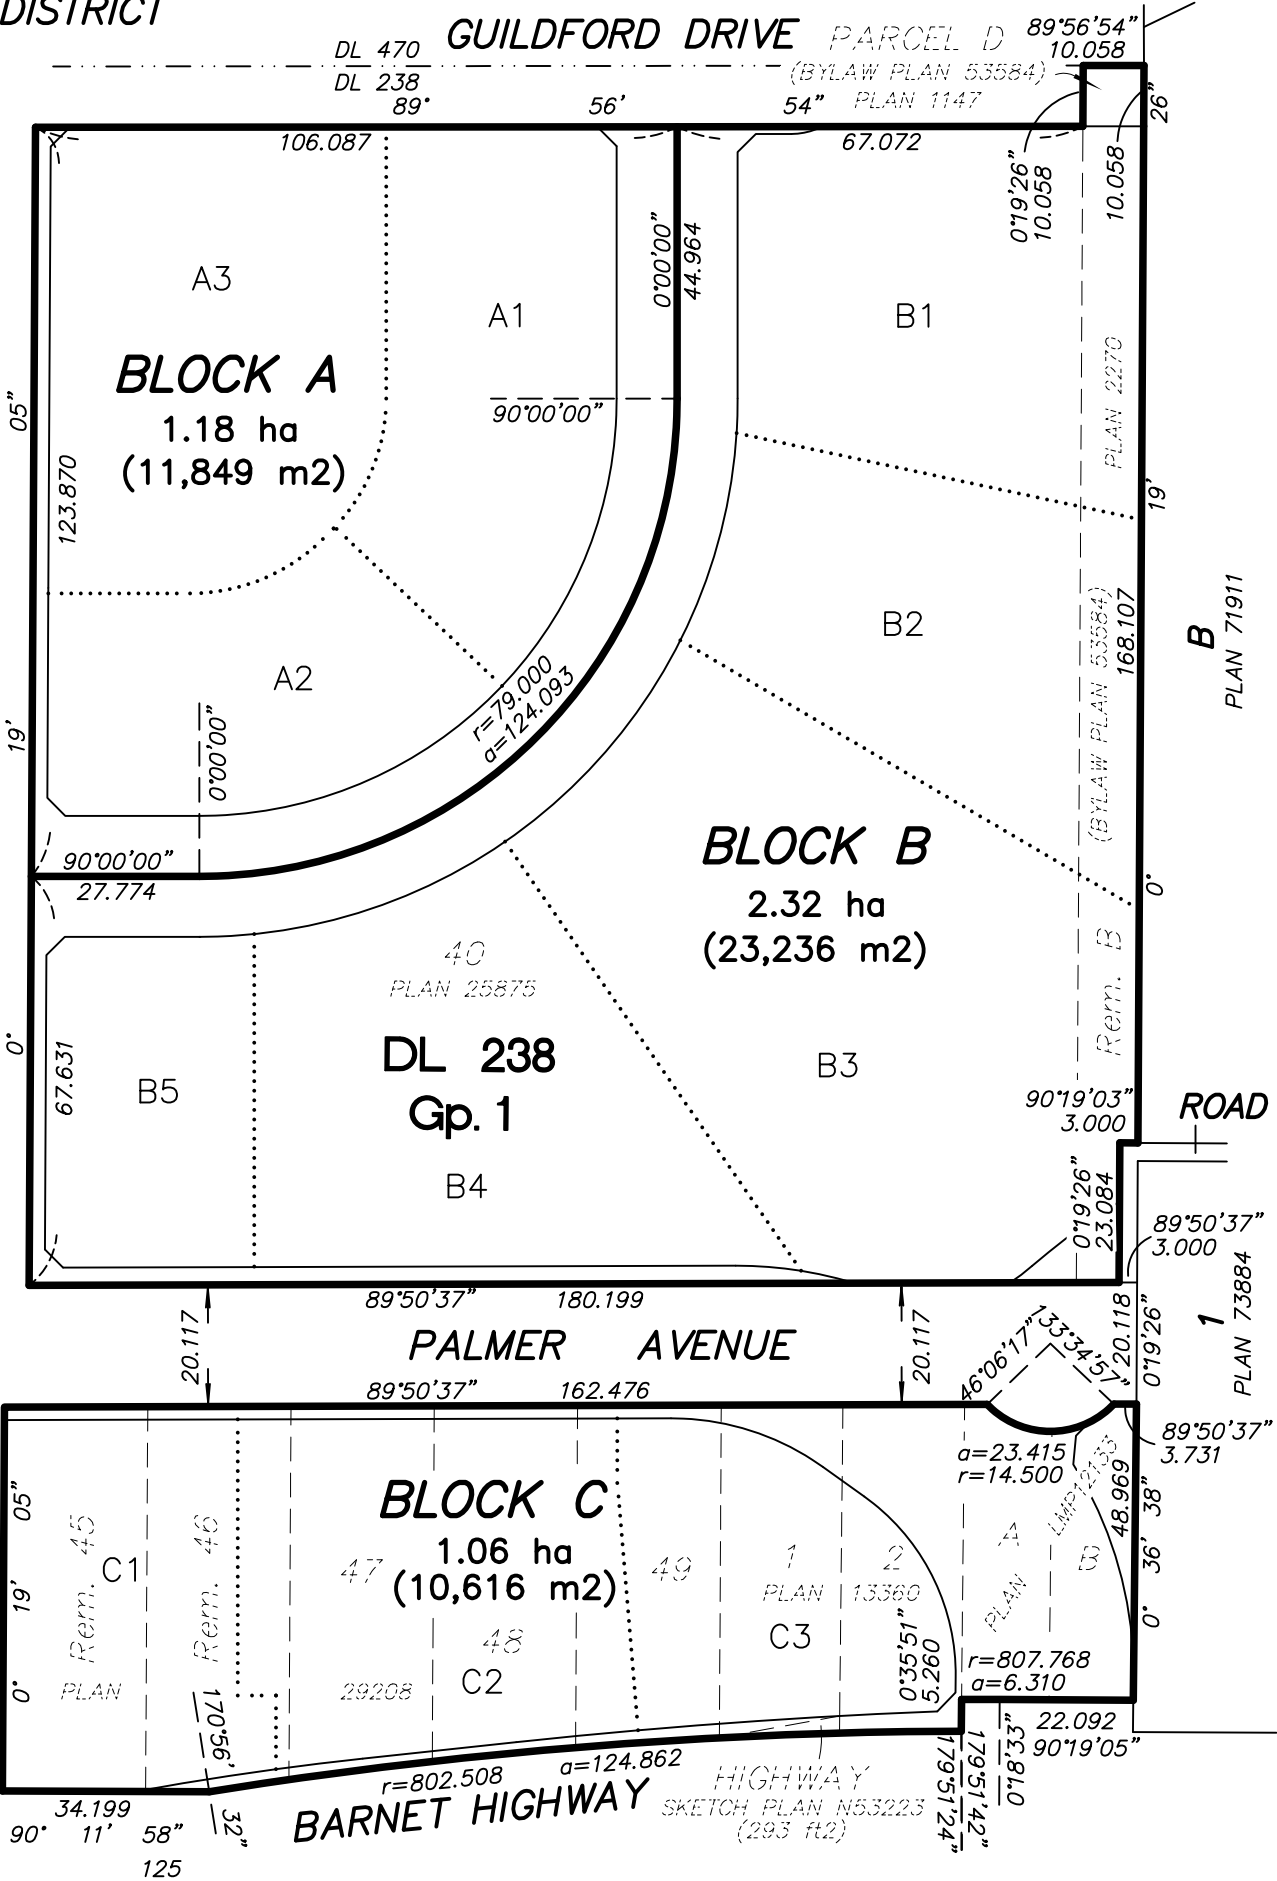 DISTRICT
GUILDFORD DRIVE
PARCEL D
(BYLAW PLAN 53584)
PLAN 1147
89°56'54"
10.058
DL 470
DL 238
89° 56' 54"
106.087
67.072
0°19'26"
10.058
10.058
26"
0°00'00"
44.964
A3
A1
B1
BLOCK A
1.18 ha
(11,849 m2)
90°00'00"
PLAN 2270
05"
123.870
19'
19'
B2
(BYLAW PLAN 53584)
168.107
B
PLAN 71911
A2
r=79.000
a=124.093
0°00'00"
90°00'00"
27.774
BLOCK B
2.32 ha
(23,236 m2)
0°
40
PLAN 25875
Rem. B
DL 238
Gp. 1
0°
67.631
B5
B3
B4
90°19'03"
3.000
ROAD
0°19'26"
23.084
89°50'37"
3.000
89°50'37" 180.199
20.117
PALMER AVENUE
20.117
46°06'17"
133°34'57"
20.118
0°19'26"
1
PLAN 73884
89°50'37" 162.476
89°50'37"
3.731
a=23.415
r=14.500
BLOCK C
1.06 ha
(10,616 m2)
05"
19'
0°
Rem. 45
C1
Rem. 46
47
48
49
1
2
PLAN 13360
A
B
PLAN LMP12133
48.969
38"
36'
0°
C3
C2
PLAN
29208
0°35'51"
5.260
r=807.768
a=6.310
170°56'
32"
22.092
90°19'05"
34.199
90° 11' 58"
125
r=802.508
a=124.862
BARNET HIGHWAY
HIGHWAY
SKETCH PLAN N53223
(293 ft2)
179°51'24"
179°51'42"
0°18'33"